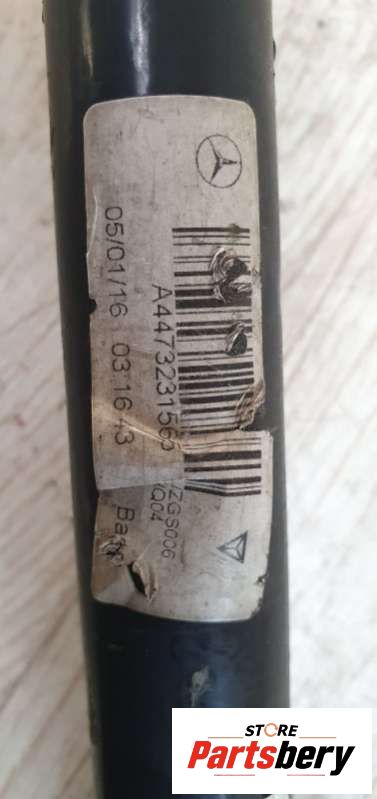 A4473231565
ZGS006
Q04
05/01/16 03:16:43
STORE
Partsbery